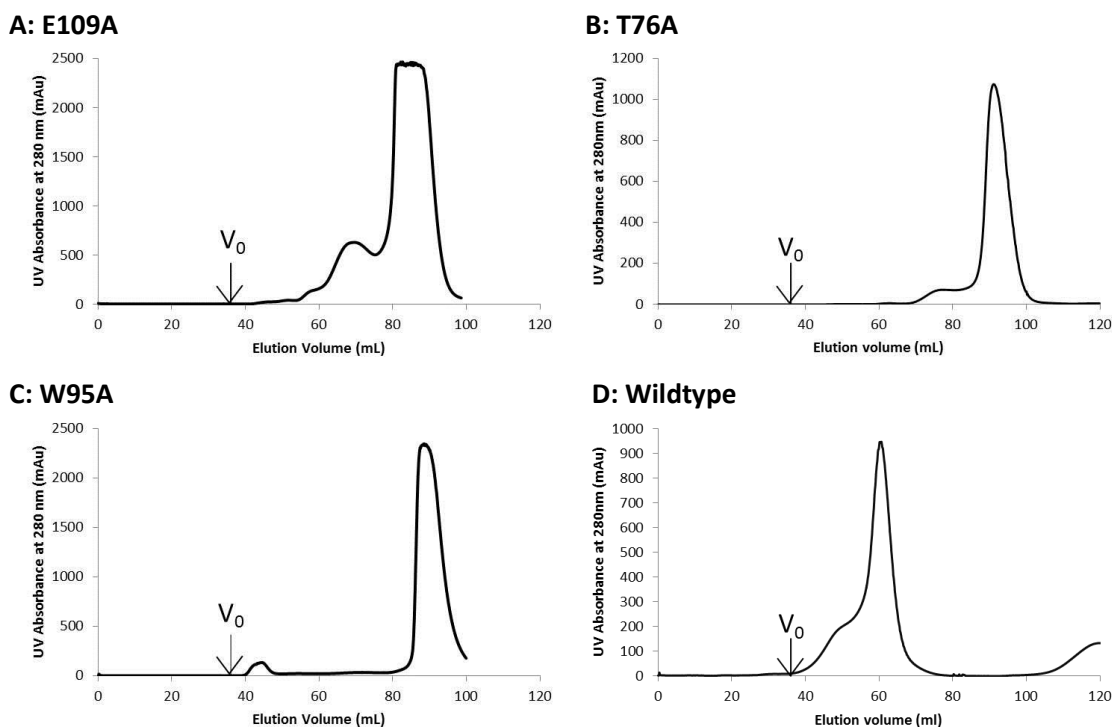 A: E109A
UV Absorbance at 280 nm (mAu)
2500
2000
1500
1000
500
0
V0
0 20 40 60 80 100 120
Elution Volume (mL)
B: T76A
UV Absorbance at 280nm (mAu)
1200
1000
800
600
400
200
0
V0
0 20 40 60 80 100 120
Elution volume (mL)
C: W95A
UV Absorbance at 280 nm (mAu)
2500
2000
1500
1000
500
0
V0
0 20 40 60 80 100 120
Elution Volume (mL)
D: Wildtype
UV Absorbance at 280nm (mAu)
1000
900
800
700
600
500
400
300
200
100
0
V0
0 20 40 60 80 100 120
Elution volume (ml)